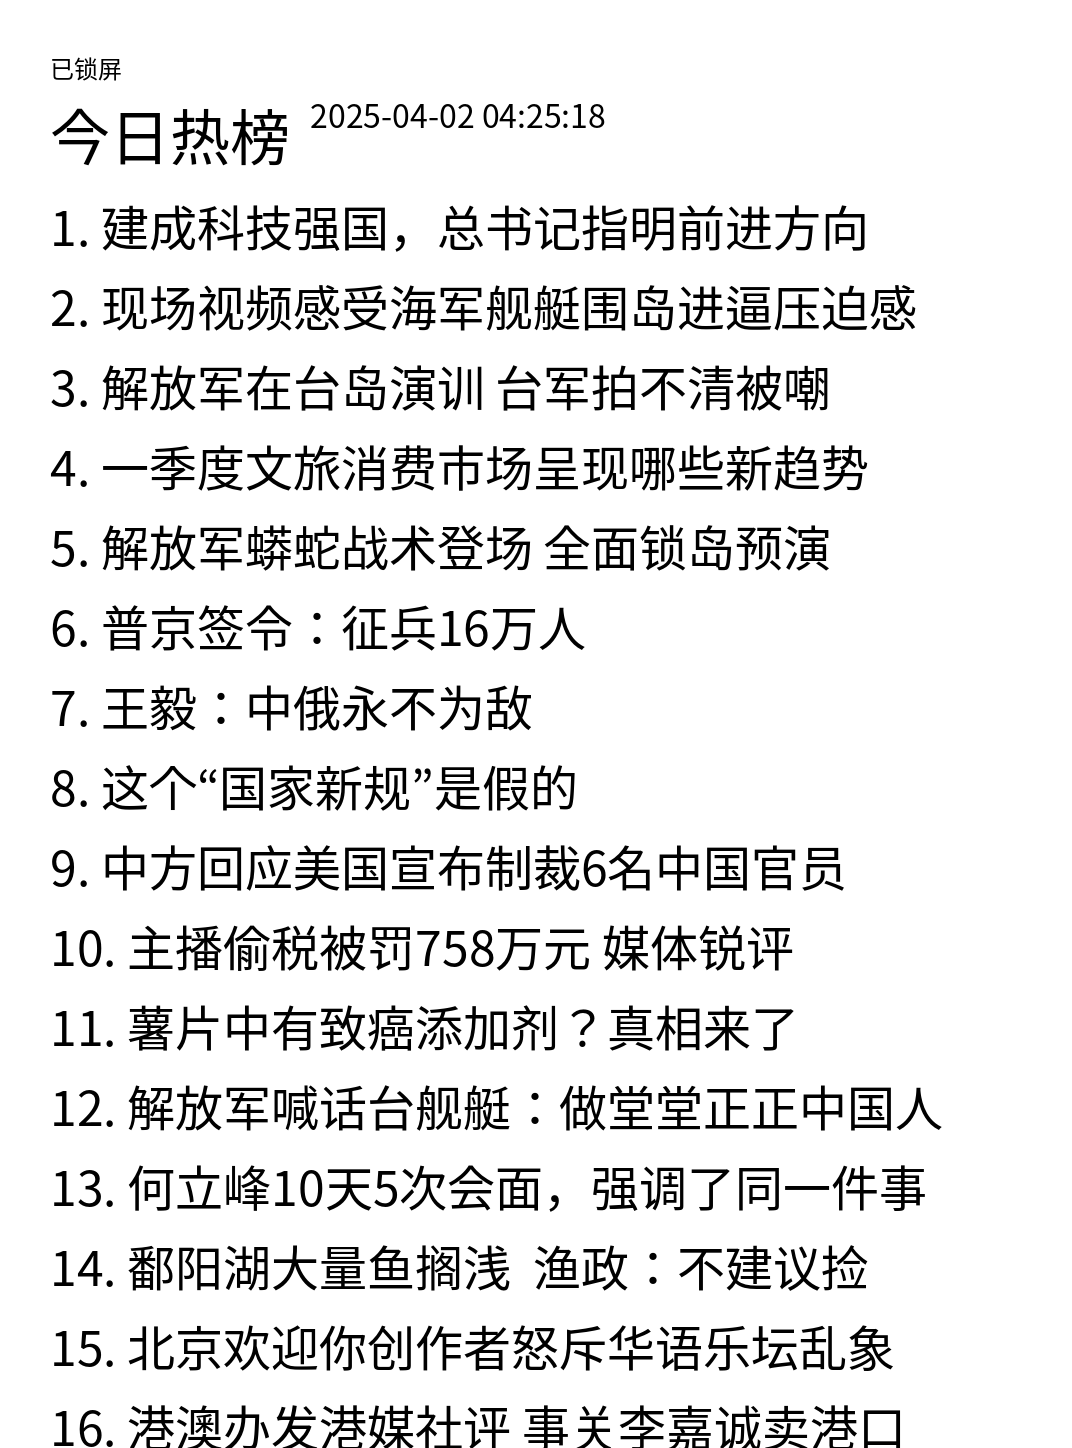 已锁屏
今日热榜 2025-04-02 04:25:18
1. 建成科技强国，总书记指明前进方向
2. 现场视频感受海军舰艇围岛进逼压迫感
3. 解放军在台岛演训 台军拍不清被嘲
4. 一季度文旅消费市场呈现哪些新趋势
5. 解放军蟒蛇战术登场 全面锁岛预演
6. 普京签令：征兵16万人
7. 王毅：中俄永不为敌
8. 这个“国家新规”是假的
9. 中方回应美国宣布制裁6名中国官员
10. 主播偷税被罚758万元 媒体锐评
11. 薯片中有致癌添加剂？真相来了
12. 解放军喊话台舰艇：做堂堂正正中国人
13. 何立峰10天5次会面，强调了同一件事
14. 鄱阳湖大量鱼搁浅  渔政：不建议捡
15. 北京欢迎你创作者怒斥华语乐坛乱象
16. 港澳办发港媒社评 事关李嘉诚卖港口